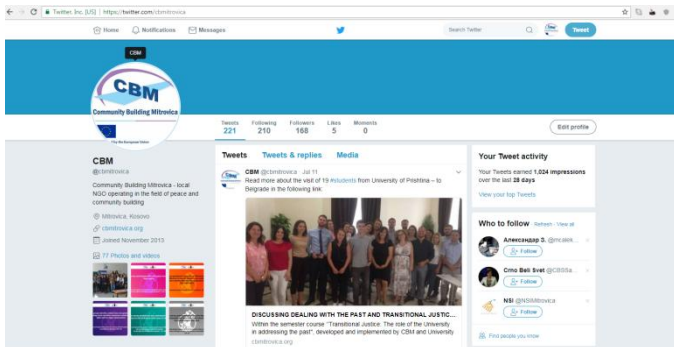 Twitter, Inc. [US] | https://twitter.com/cbmitrovica
Home Notifications Messages Search Twitter Tweet
CBM
CBM
Community Building Mitrovica
Tweets Following Followers Likes Moments
221 210 168 5 0
Edit profile
CBM
@cbmitrovica
Community Building Mitrovica - local
NGO operating in the field of peace and
community building
Mitrovica, Kosovo
cbmitrovica.org
Joined November 2013
77 Photos and videos
Tweets Tweets & replies Media
CBM @cbmitrovica Jul 11
Read more about the visit of 19 #students from University of Prishtina – to
Belgrade in the following link:
DISCUSSING DEALING WITH THE PAST AND TRANSITIONAL JUSTIC...
Within the semester course "Transitional Justice: The role of the University
in addressing the past", developed and implemented by CBM and University
cbmitrovica.org
Your Tweet activity
Your Tweets earned 1,024 impressions
over the last 28 days
View your top Tweets
Who to follow Refresh View all
Александар З.
Follow
Crno Beli Svet
Follow
NSI @NSIMitrovica
Follow
Find people you know